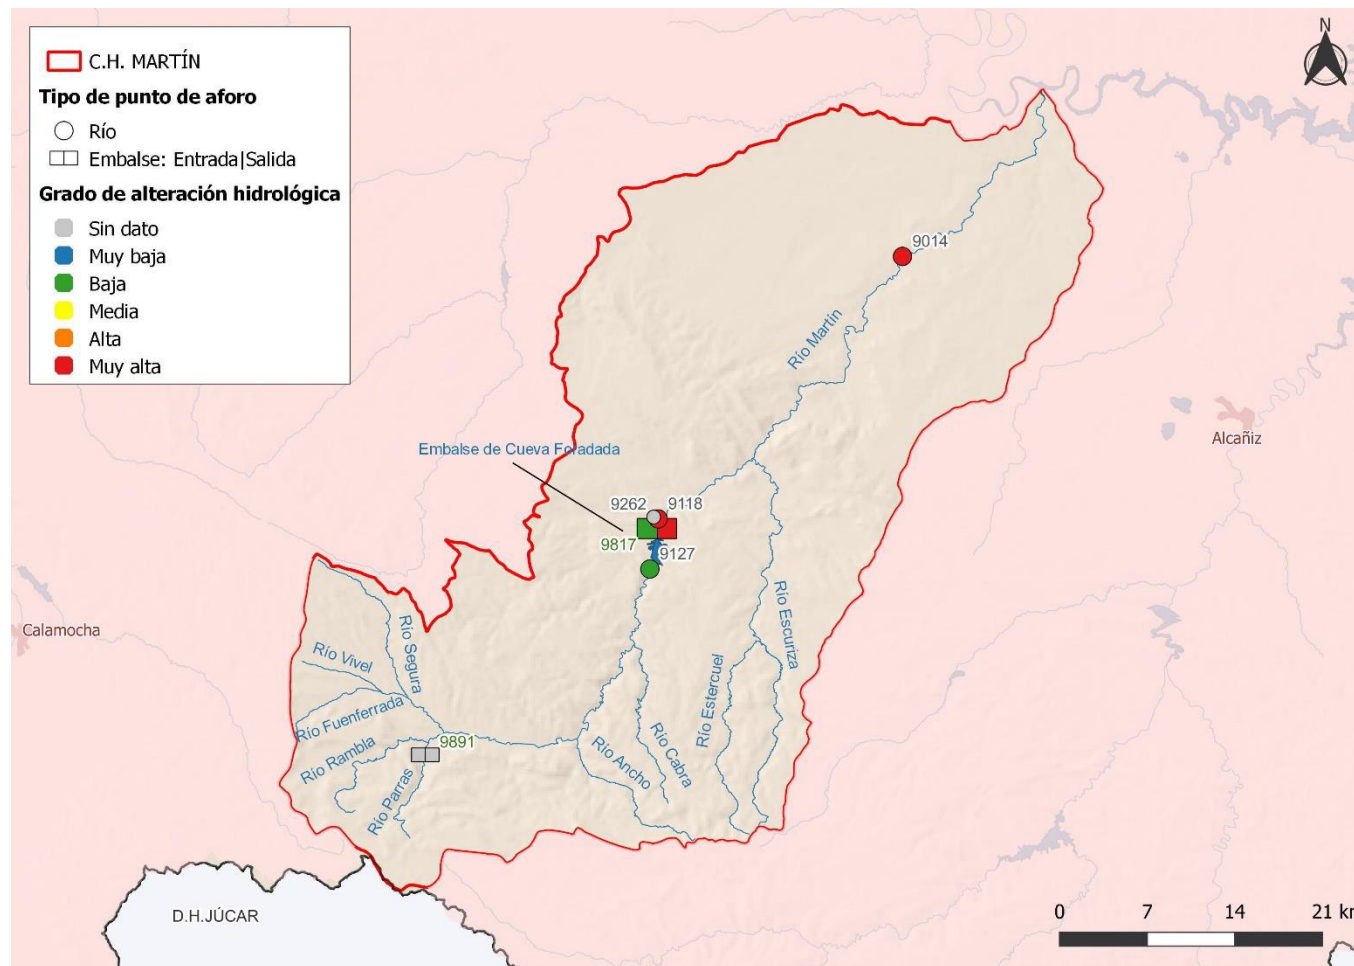 C.H. MARTÍN
Tipo de punto de aforo
Río
Embalse: Entrada|Salida
Grado de alteración hidrológica
Sin dato
Muy baja
Baja
Media
Alta
Muy alta
N
9014
Río Martín
Alcañiz
Embalse de Cueva Foradada
9262
9118
9817
9127
Calamocha
Río Segura
Río Vivel
Río Fuenferrada
Río Rambla
Río Parras
9891
Río Ancho
Río Cabra
Río Estercuel
Río Escuriza
D.H.JÚCAR
0 7 14 21 km